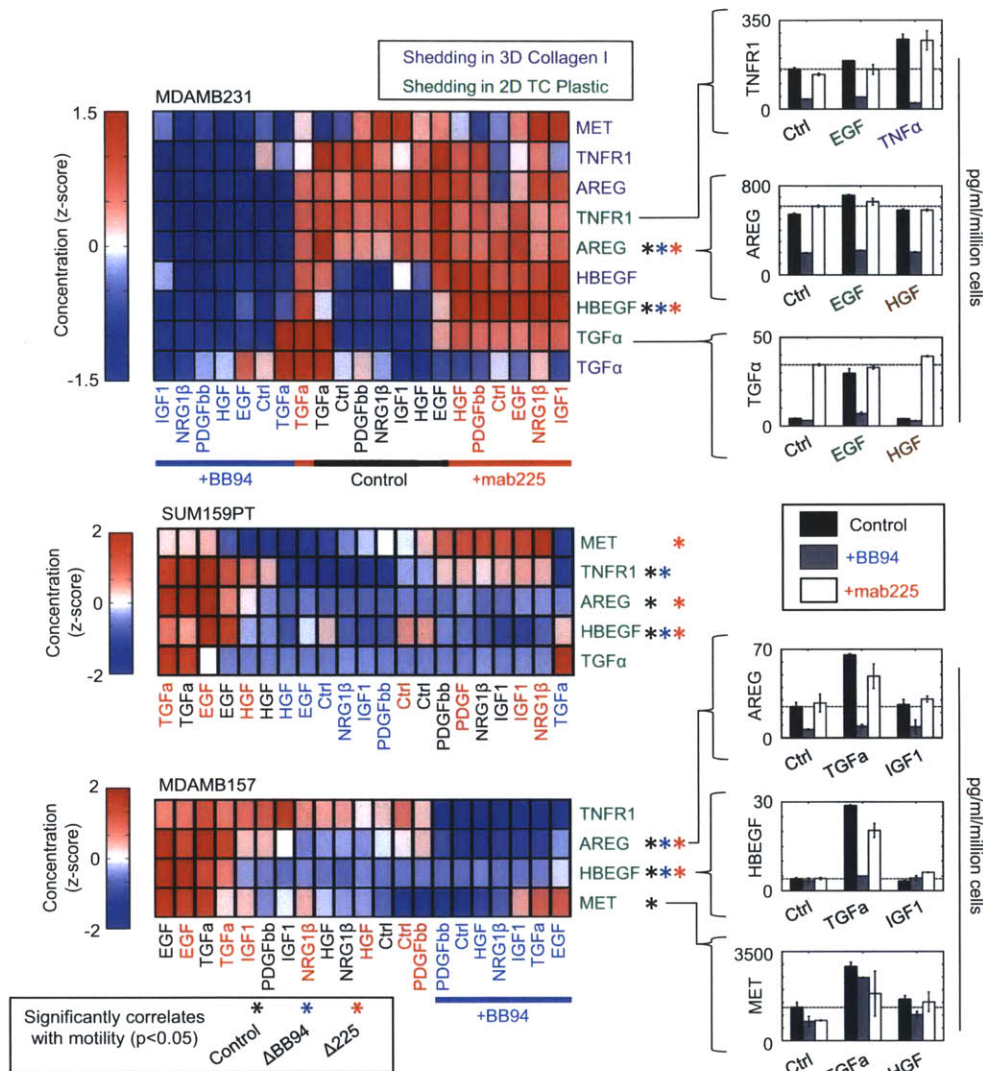 Shedding in 3D Collagen I
Shedding in 2D TC Plastic
MDAMB231
1.5
0
-1.5
Concentration (z-score)
MET
TNFR1
AREG
TNFR1
AREG ***
HBEGF
HBEGF ***
TGFα
TGFα
IGF1
NRG1β
PDGFbb
HGF
EGF
Ctrl
TGFa
TGFa
TGFa
Ctrl
PDGFbb
NRG1β
IGF1
HGF
EGF
HGF
PDGFbb
Ctrl
EGF
NRG1β
IGF1
+BB94
Control
+mab225
350
0
TNFR1
Ctrl
EGF
TNFα
800
0
AREG
Ctrl
EGF
HGF
50
0
TGFα
Ctrl
EGF
HGF
pg/ml/million cells
SUM159PT
2
0
-2
Concentration
(z-score)
MET *
TNFR1 **
AREG * *
HBEGF ***
TGFα
TGFa
TGFa
EGF
EGF
HGF
HGF
HGF
EGF
Ctrl
NRG1β
IGF1
PDGFbb
Ctrl
Ctrl
PDGFbb
PDGF
NRG1β
IGF1
IGF1
NRG1β
TGFa
Control
+BB94
+mab225
MDAMB157
2
0
-2
Concentration
(z-score)
TNFR1
AREG ***
HBEGF ***
MET *
EGF
EGF
TGFa
TGFa
IGF1
PDGFbb
IGF1
NRG1β
HGF
NRG1β
HGF
Ctrl
Ctrl
PDGFbb
PDGFbb
Ctrl
HGF
NRG1β
IGF1
TGFa
EGF
+BB94
70
0
AREG
Ctrl
TGFa
IGF1
30
0
HBEGF
Ctrl
TGFa
IGF1
3500
0
MET
Ctrl
TGFa
HGF
pg/ml/million cells
Significantly correlates
with motility (p<0.05)
* * *
Control
ΔBB94
Δ225